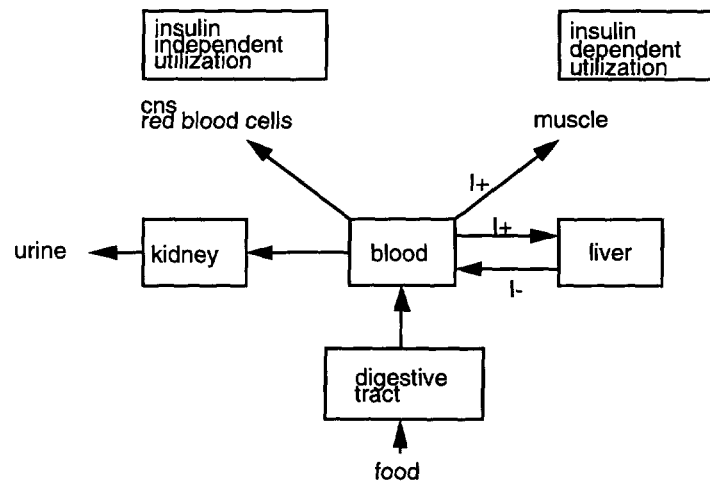 insulin
independent
utilization
insulin
dependent
utilization
cns
red blood cells
muscle
I+
I+
urine
kidney
blood
liver
I-
digestive
tract
food